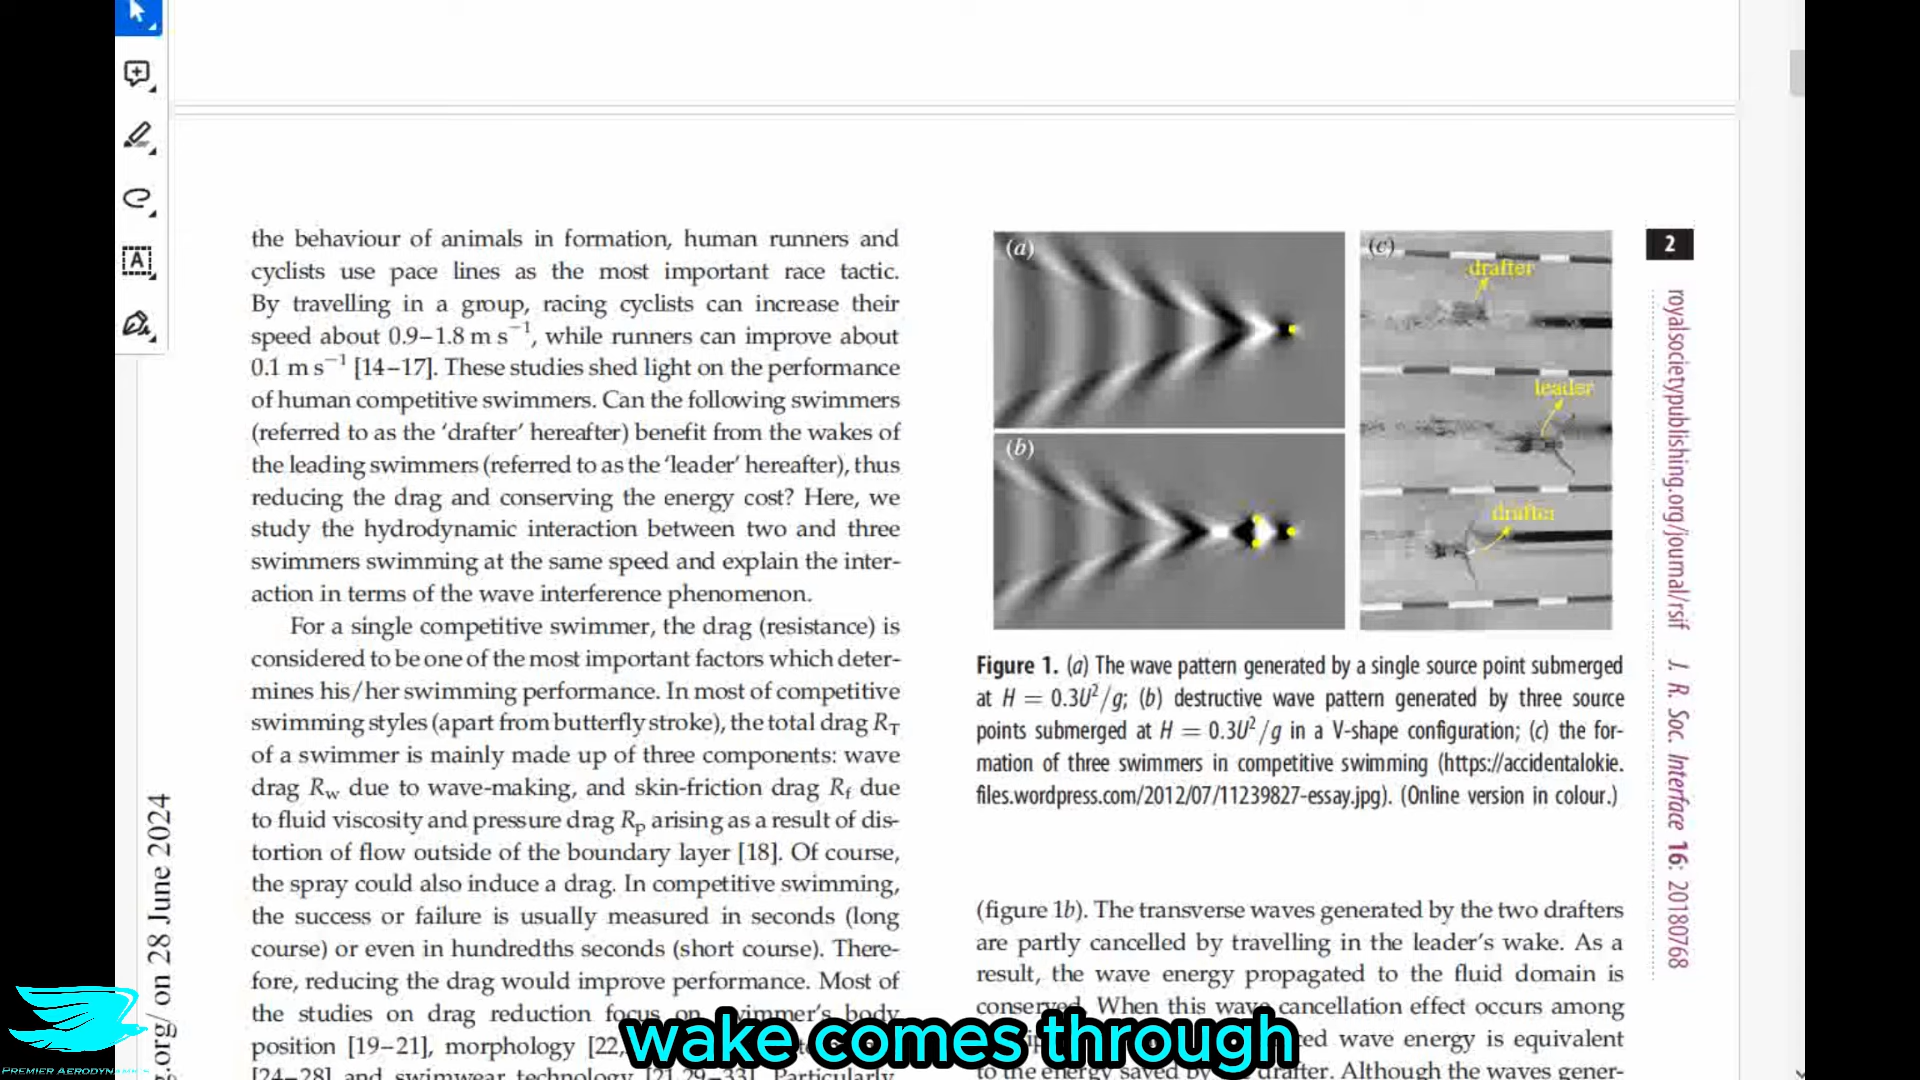 the behaviour of animals in formation, human runners and
cyclists use pace lines as the most important race tactic.
By travelling in a group, racing cyclists can increase their
speed about 0.9–1.8 m s⁻¹, while runners can improve about
0.1 m s⁻¹ [14–17]. These studies shed light on the performance
of human competitive swimmers. Can the following swimmers
(referred to as the 'drafter' hereafter) benefit from the wakes of
the leading swimmers (referred to as the 'leader' hereafter), thus
reducing the drag and conserving the energy cost? Here, we
study the hydrodynamic interaction between two and three
swimmers swimming at the same speed and explain the inter-
action in terms of the wave interference phenomenon.
For a single competitive swimmer, the drag (resistance) is
considered to be one of the most important factors which deter-
mines his/her swimming performance. In most of competitive
swimming styles (apart from butterfly stroke), the total drag R_T
of a swimmer is mainly made up of three components: wave
drag R_w due to wave-making, and skin-friction drag R_f due
to fluid viscosity and pressure drag R_p arising as a result of dis-
tortion of flow outside of the boundary layer [18]. Of course,
the spray could also induce a drag. In competitive swimming,
the success or failure is usually measured in seconds (long
course) or even in hundredths seconds (short course). There-
fore, reducing the drag would improve performance. Most of
the studies on drag reduction focus on swimmer's body
position [19–21], morphology [22,
[24–28] and swimwear technology [21,29–33]. Particularly,
(a)
(b)
(c)
drafter
leader
drafter
Figure 1. (a) The wave pattern generated by a single source point submerged
at H = 0.3U²/g; (b) destructive wave pattern generated by three source
points submerged at H = 0.3U²/g in a V-shape configuration; (c) the for-
mation of three swimmers in competitive swimming (https://accidentalokie.
files.wordpress.com/2012/07/11239827-essay.jpg). (Online version in colour.)
(figure 1b). The transverse waves generated by the two drafters
are partly cancelled by travelling in the leader's wake. As a
result, the wave energy propagated to the fluid domain is
conserved. When this wave cancellation effect occurs among
wave energy is equivalent
to the energy saved by drafter. Although the waves gener-
2
royalsocietypublishing.org/journal/rsif J. R. Soc. Interface 16: 20180768
.org/ on 28 June 2024
wake comes through
PREMIER AERODYNAMICS